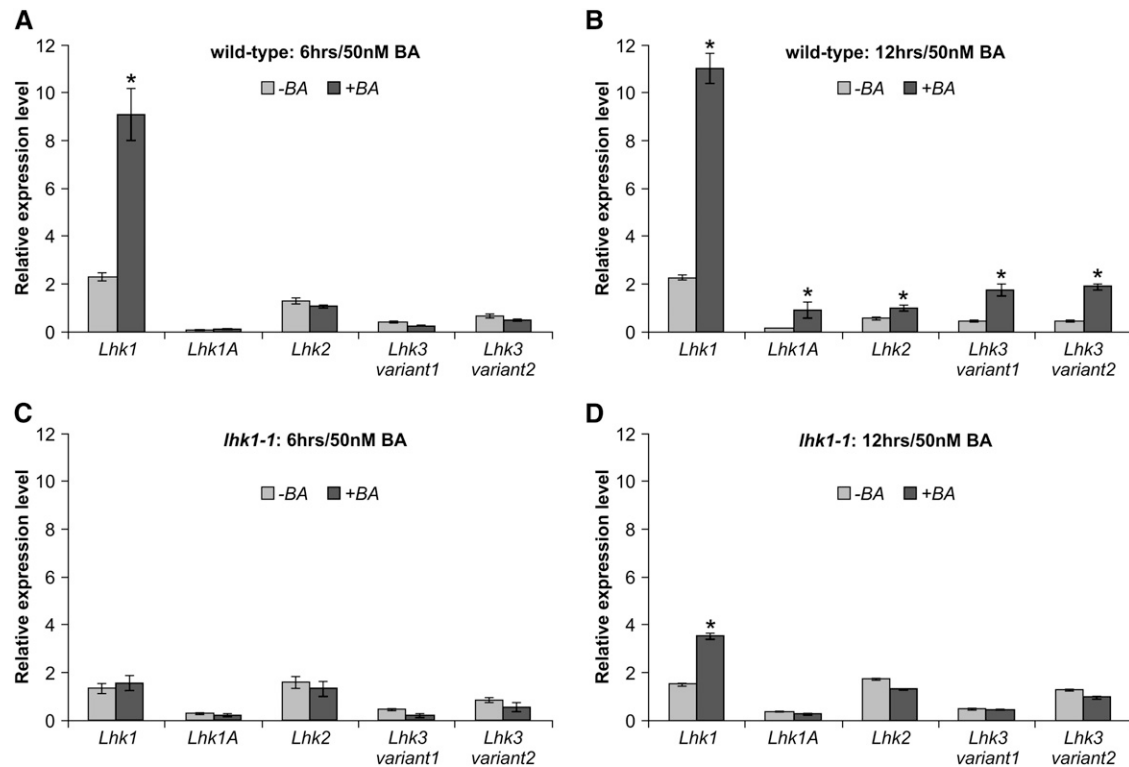 A
wild-type: 6hrs/50nM BA
-BA +BA
Relative expression level
12
10
8
6
4
2
0
*
Lhk1 Lhk1A Lhk2 Lhk3 Lhk3
variant1 variant2
B
wild-type: 12hrs/50nM BA
-BA +BA
Relative expression level
12
10
8
6
4
2
0
* * * * *
Lhk1 Lhk1A Lhk2 Lhk3 Lhk3
variant1 variant2
C
lhk1-1: 6hrs/50nM BA
-BA +BA
Relative expression level
12
10
8
6
4
2
0
Lhk1 Lhk1A Lhk2 Lhk3 Lhk3
variant1 variant2
D
lhk1-1: 12hrs/50nM BA
-BA +BA
Relative expression level
12
10
8
6
4
2
0
*
Lhk1 Lhk1A Lhk2 Lhk3 Lhk3
variant1 variant2